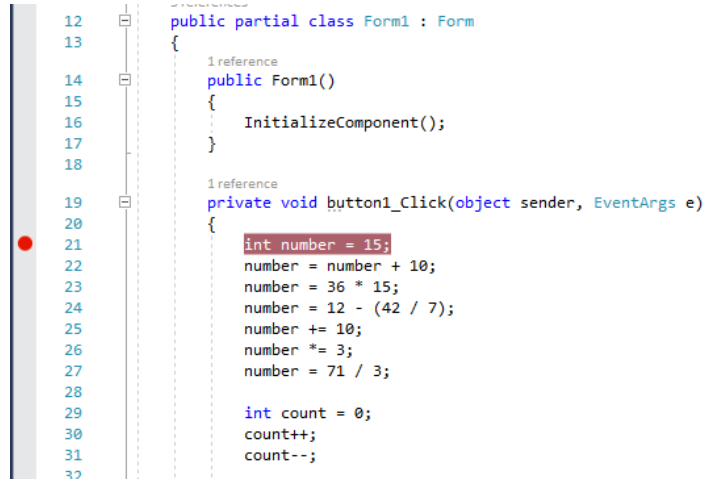 12 public partial class Form1 : Form
13 {
1 reference
14 public Form1()
15 {
16 InitializeComponent();
17 }
18
1 reference
19 private void button1_Click(object sender, EventArgs e)
20 {
21 int number = 15;
22 number = number + 10;
23 number = 36 * 15;
24 number = 12 - (42 / 7);
25 number += 10;
26 number *= 3;
27 number = 71 / 3;
28
29 int count = 0;
30 count++;
31 count--;
32